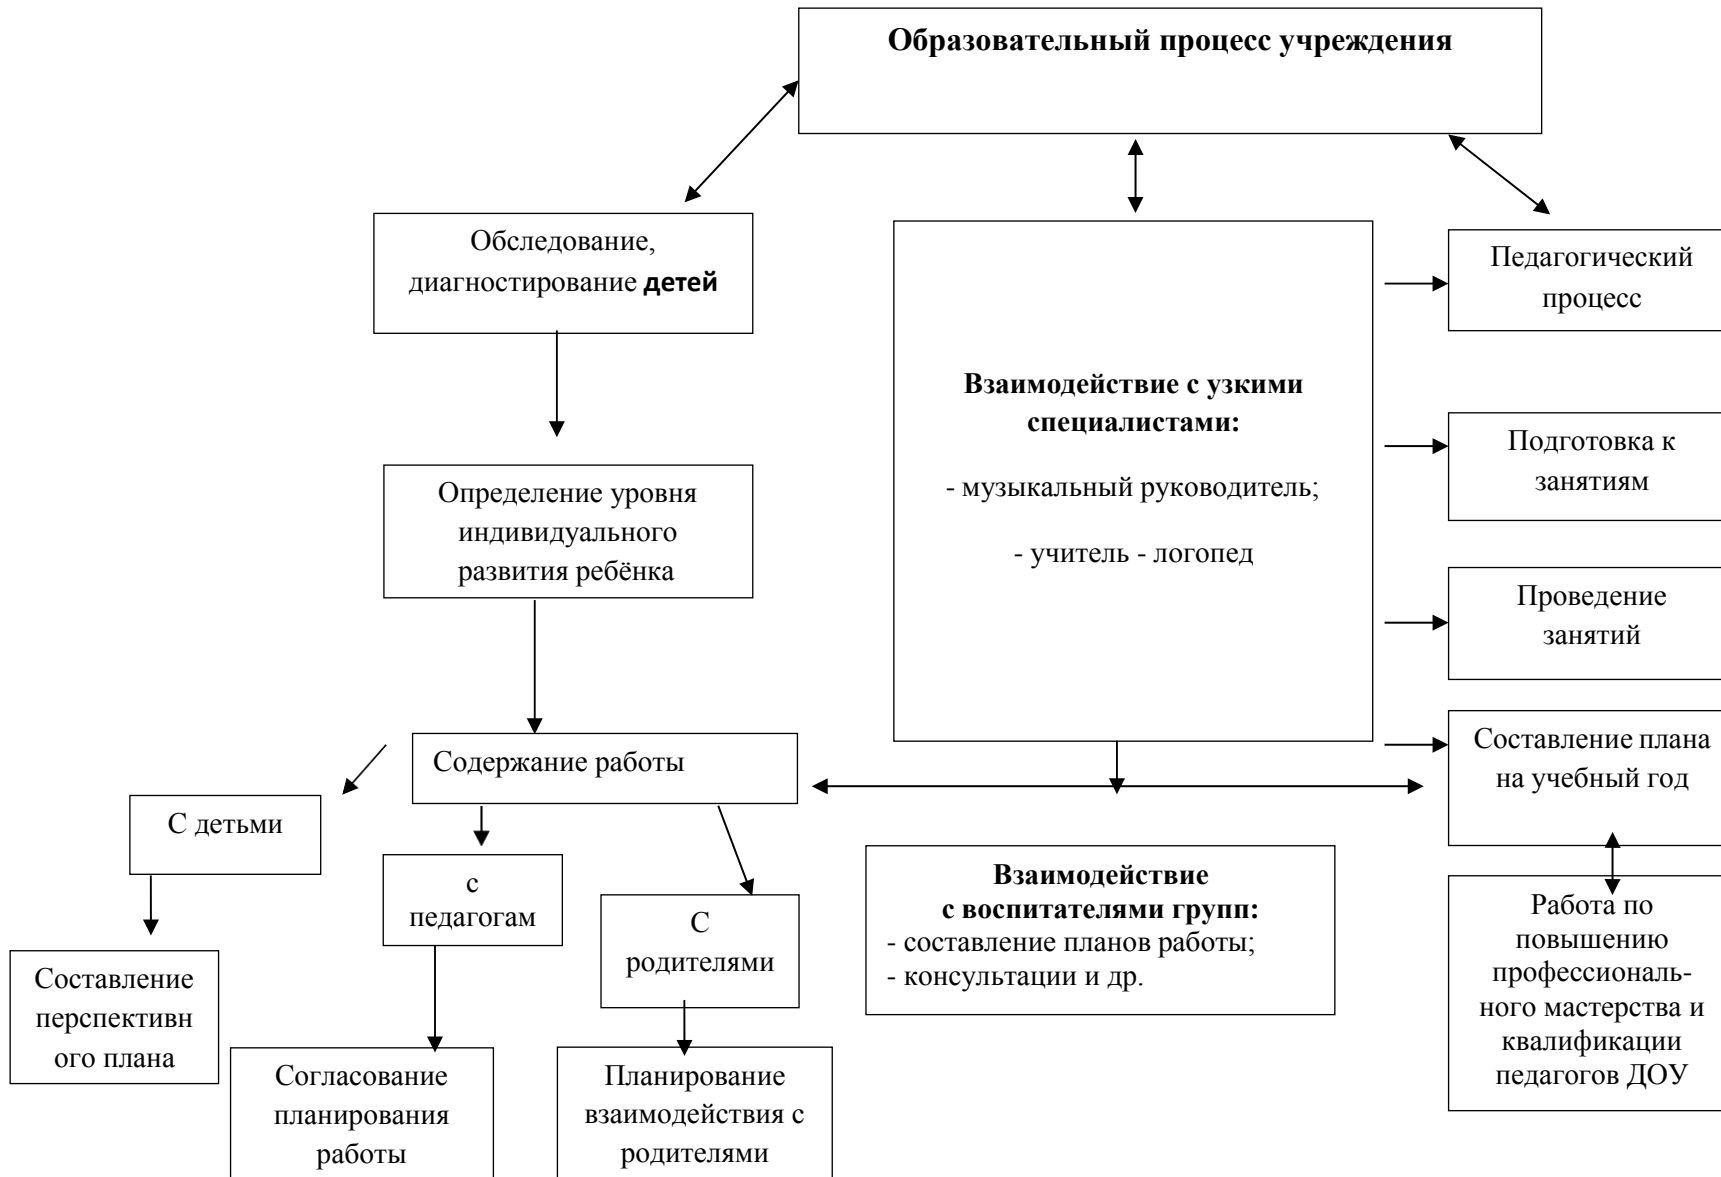 Образовательный процесс учреждения
Обследование,
диагностирование детей
Педагогический
процесс
Взаимодействие с узкими
специалистами:
- музыкальный руководитель;
- учитель - логопед
Подготовка к
занятиям
Определение уровня
индивидуального
развития ребёнка
Проведение
занятий
Содержание работы
Составление плана
на учебный год
С детьми
с
педагогам
С
родителями
Взаимодействие
с воспитателями групп:
- составление планов работы;
- консультации и др.
Работа по
повышению
профессиональ-
ного мастерства и
квалификации
педагогов ДОУ
Составление
перспективн
ого плана
Согласование
планирования
работы
Планирование
взаимодействия с
родителями